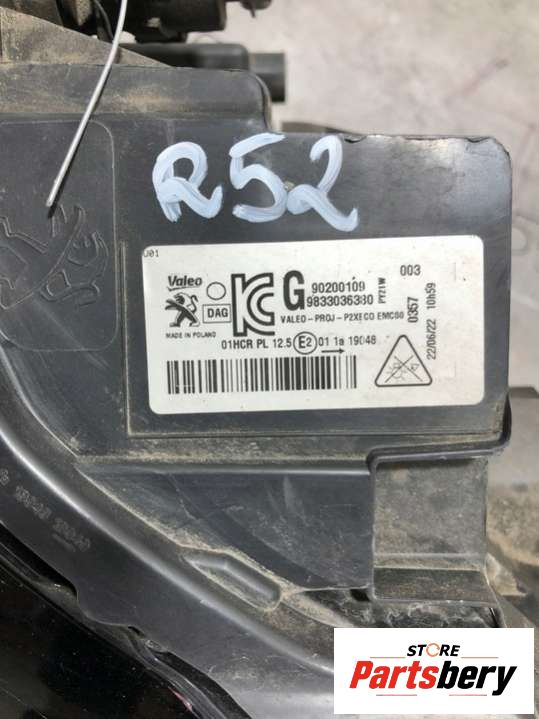 R52
U01
Valeo
DAG
MADE IN POLAND
G
90200109
9833036380
PY21W
003
VALEO - PROJ - P2XECO EMC80
01HCR PL 12.5 E2 01 1a 19048
0357
22/06/22 10h59
STORE
Partsbery